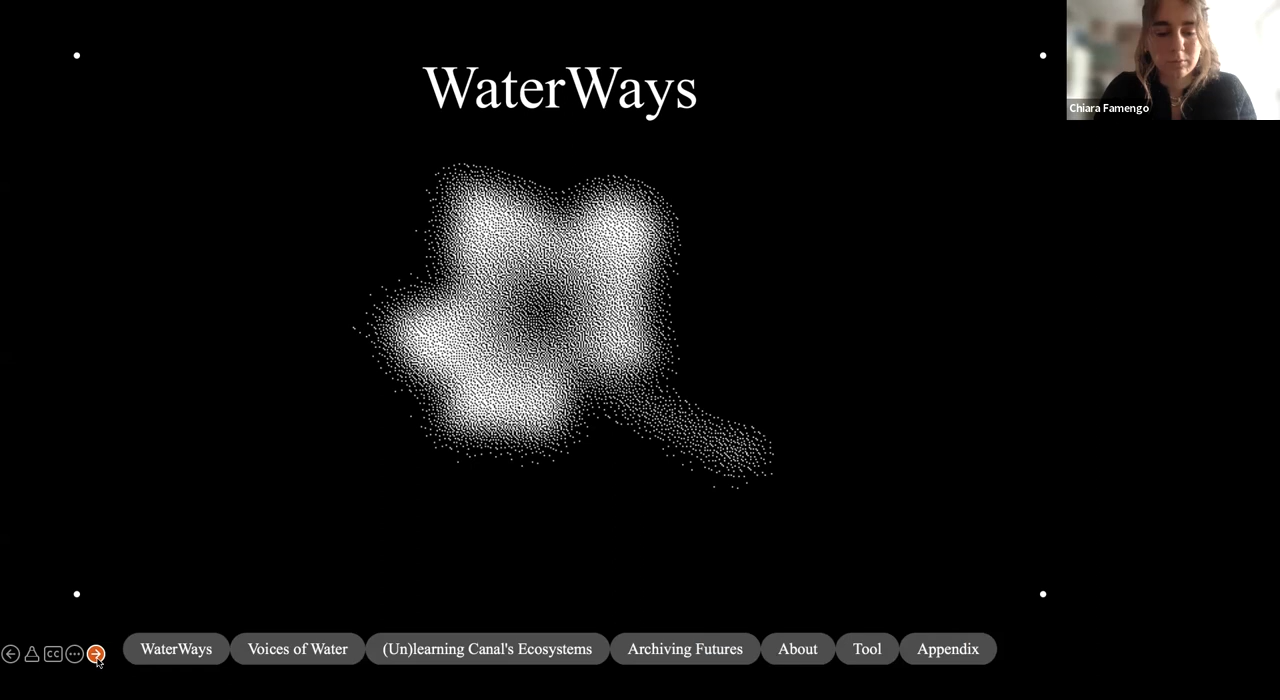 WaterWays
Chiara Famengo
CC
WaterWays Voices of Water (Un)learning Canal's Ecosystems Archiving Futures About Tool Appendix